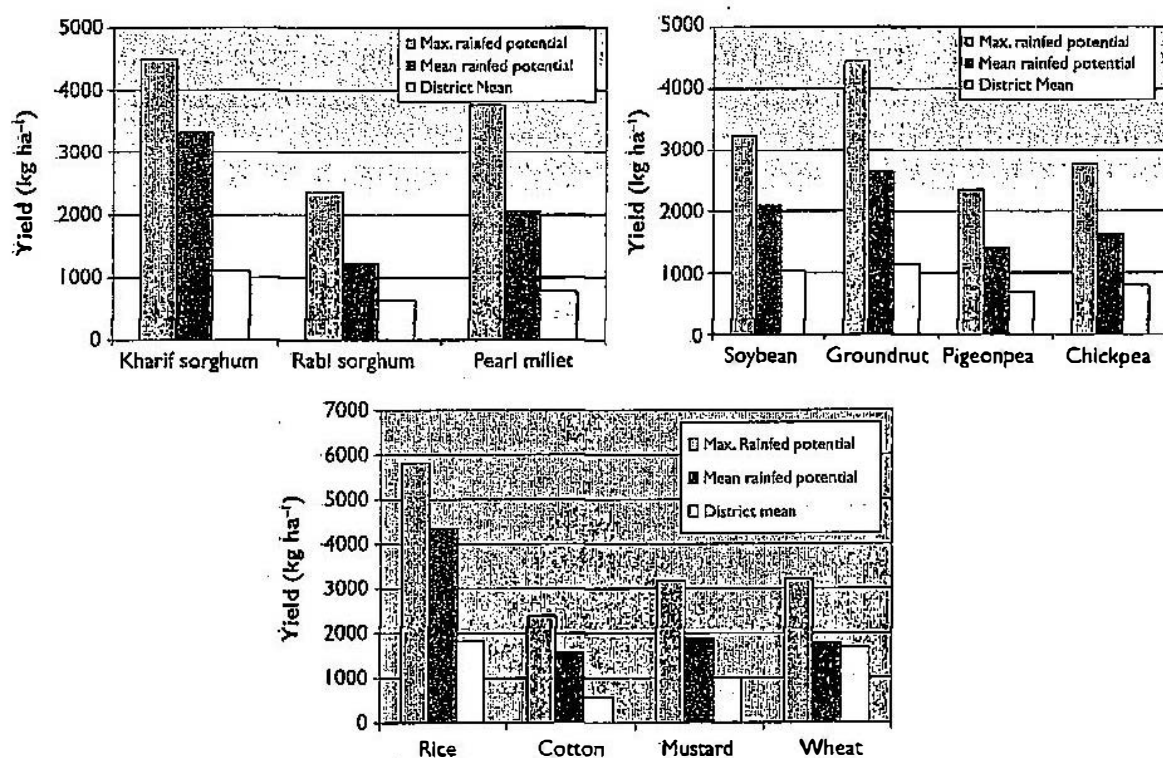 5000
4000
3000
2000
1000
0
Yield (kg ha⁻¹)
Max. rainfed potential
Mean rainfed potential
District Mean
Kharif sorghum Rabi sorghum Pearl millet
5000
4000
3000
2000
1000
0
Yield (kg ha⁻¹)
Max. rainfed potential
Mean rainfed potential
District Mean
Soybean Groundnut Pigeonpea Chickpea
7000
6000
5000
4000
3000
2000
1000
0
Yield (kg ha⁻¹)
Max. Rainfed potential
Mean rainfed potential
District mean
Rice Cotton Mustard Wheat